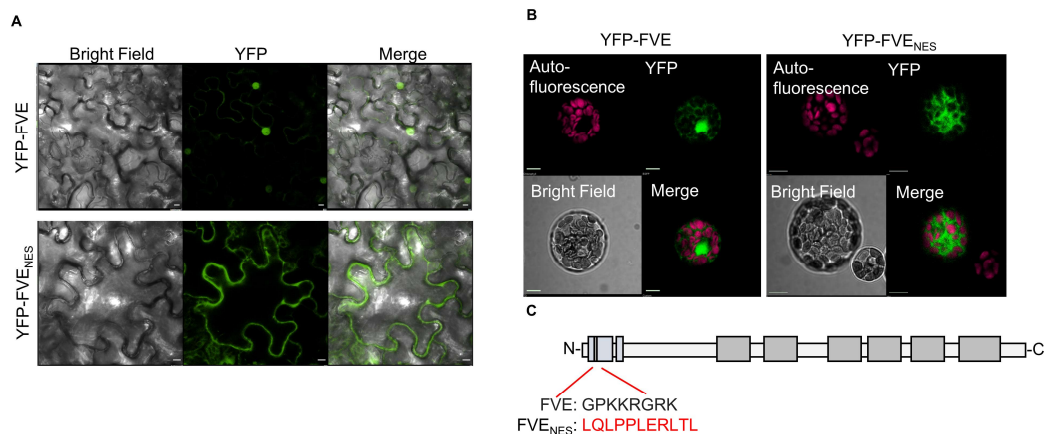 A
Bright Field YFP Merge
YFP-FVE
YFP-FVENES
B
YFP-FVE YFP-FVENES
Auto-fluorescence YFP Auto-fluorescence YFP
Bright Field Merge Bright Field Merge
C
N- -C
FVE: GPKKRGRK
FVENES: LQLPPLERLTL